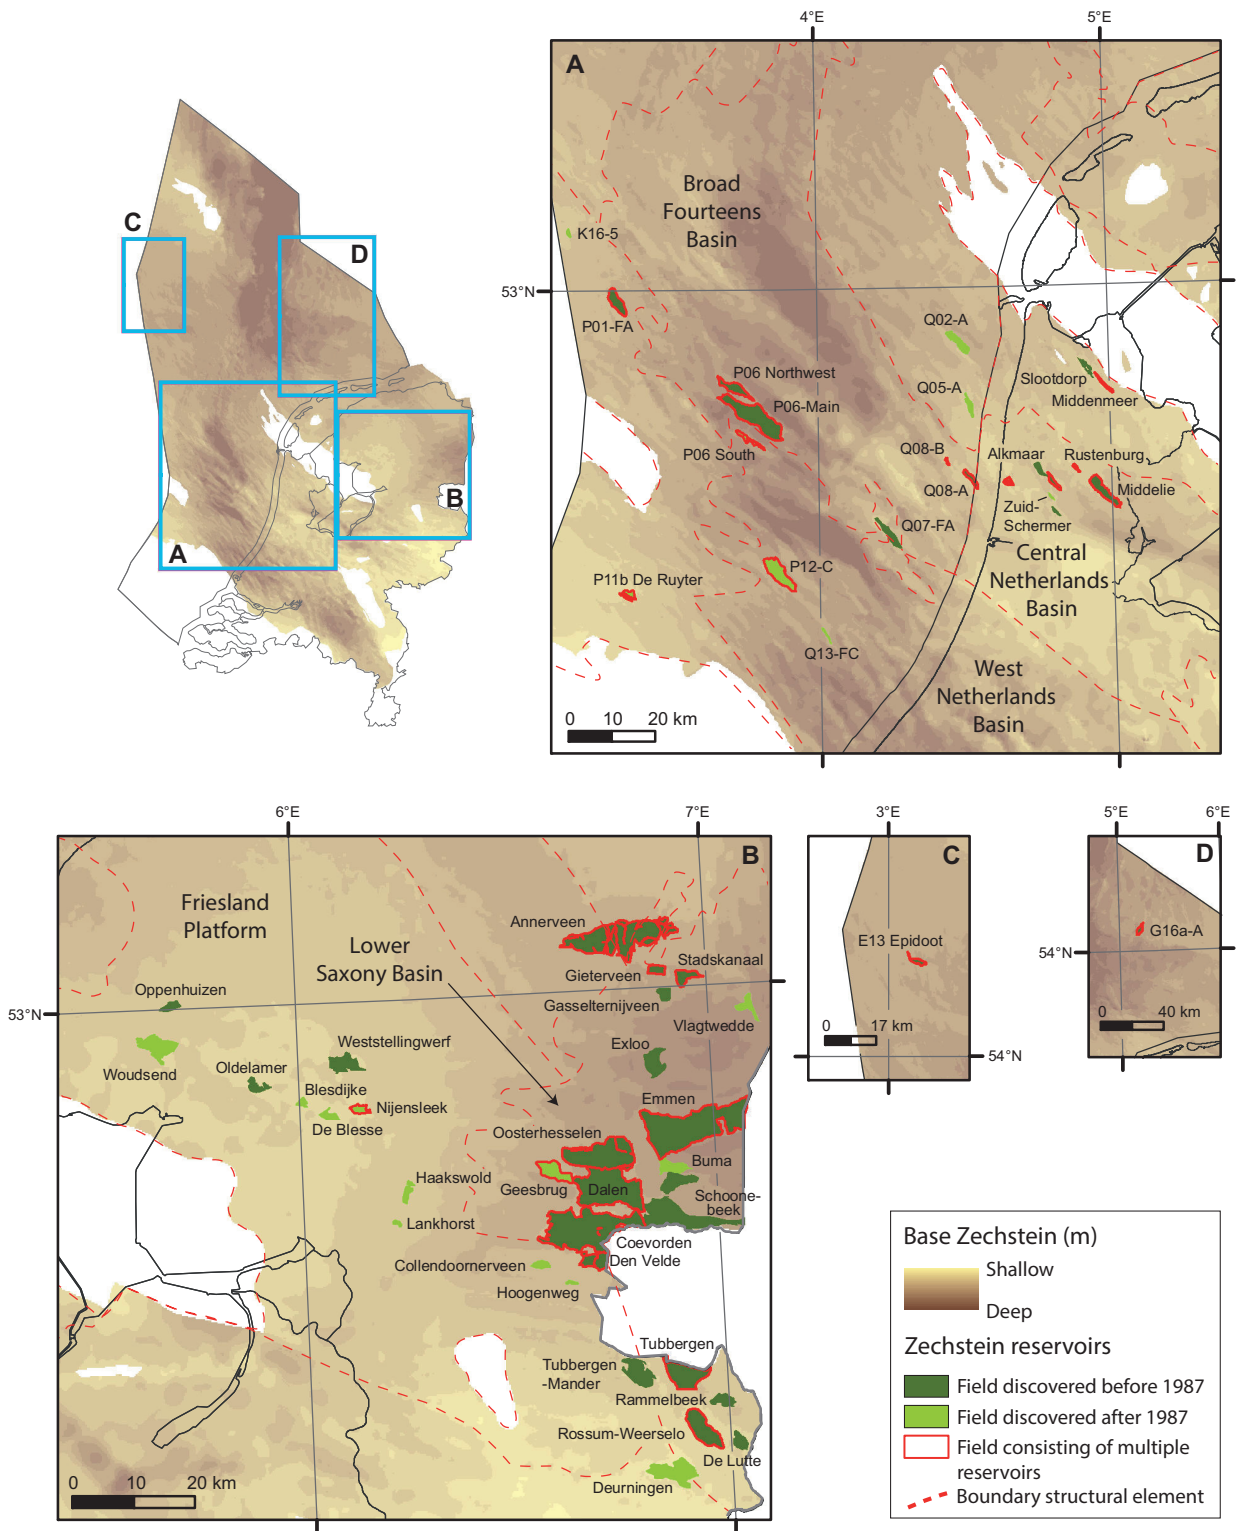 C
D
A
B
4°E
5°E
A
Broad
Fourteens
Basin
K16-5
53°N
P01-FA
Q02-A
P06 Northwest
Slootdorp
Q05-A
Middenmeer
P06-Main
P06 South
Q08-B
Alkmaar
Rustenburg
Q08-A
Middelie
Zuid-
Schermer
Q07-FA
Central
Netherlands
Basin
P12-C
P11b De Ruyter
Q13-FC
West
Netherlands
Basin
0 10 20 km
6°E
7°E
B
Friesland
Platform
Annerveen
Lower
Saxony Basin
Stadskanaal
Gieterveen
Oppenhuizen
Gasselternijveen
53°N
Vlagtwedde
Weststellingwerf
Exloo
Woudsend
Oldelamer
Blesdijke
Emmen
Nijensleek
De Blesse
Oosterhesselen
Buma
Haakswold
Geesbrug
Dalen
Schoone-
beek
Lankhorst
Coevorden
Collendoornerveen
Den Velde
Hoogenweg
Tubbergen
Tubbergen
-Mander
Rammelbeek
Rossum-Weerselo
De Lutte
Deurningen
0 10 20 km
3°E
C
E13 Epidoot
0 17 km
54°N
5°E
6°E
D
G16a-A
54°N
0 40 km
Base Zechstein (m)
Shallow
Deep
Zechstein reservoirs
Field discovered before 1987
Field discovered after 1987
Field consisting of multiple
reservoirs
Boundary structural element